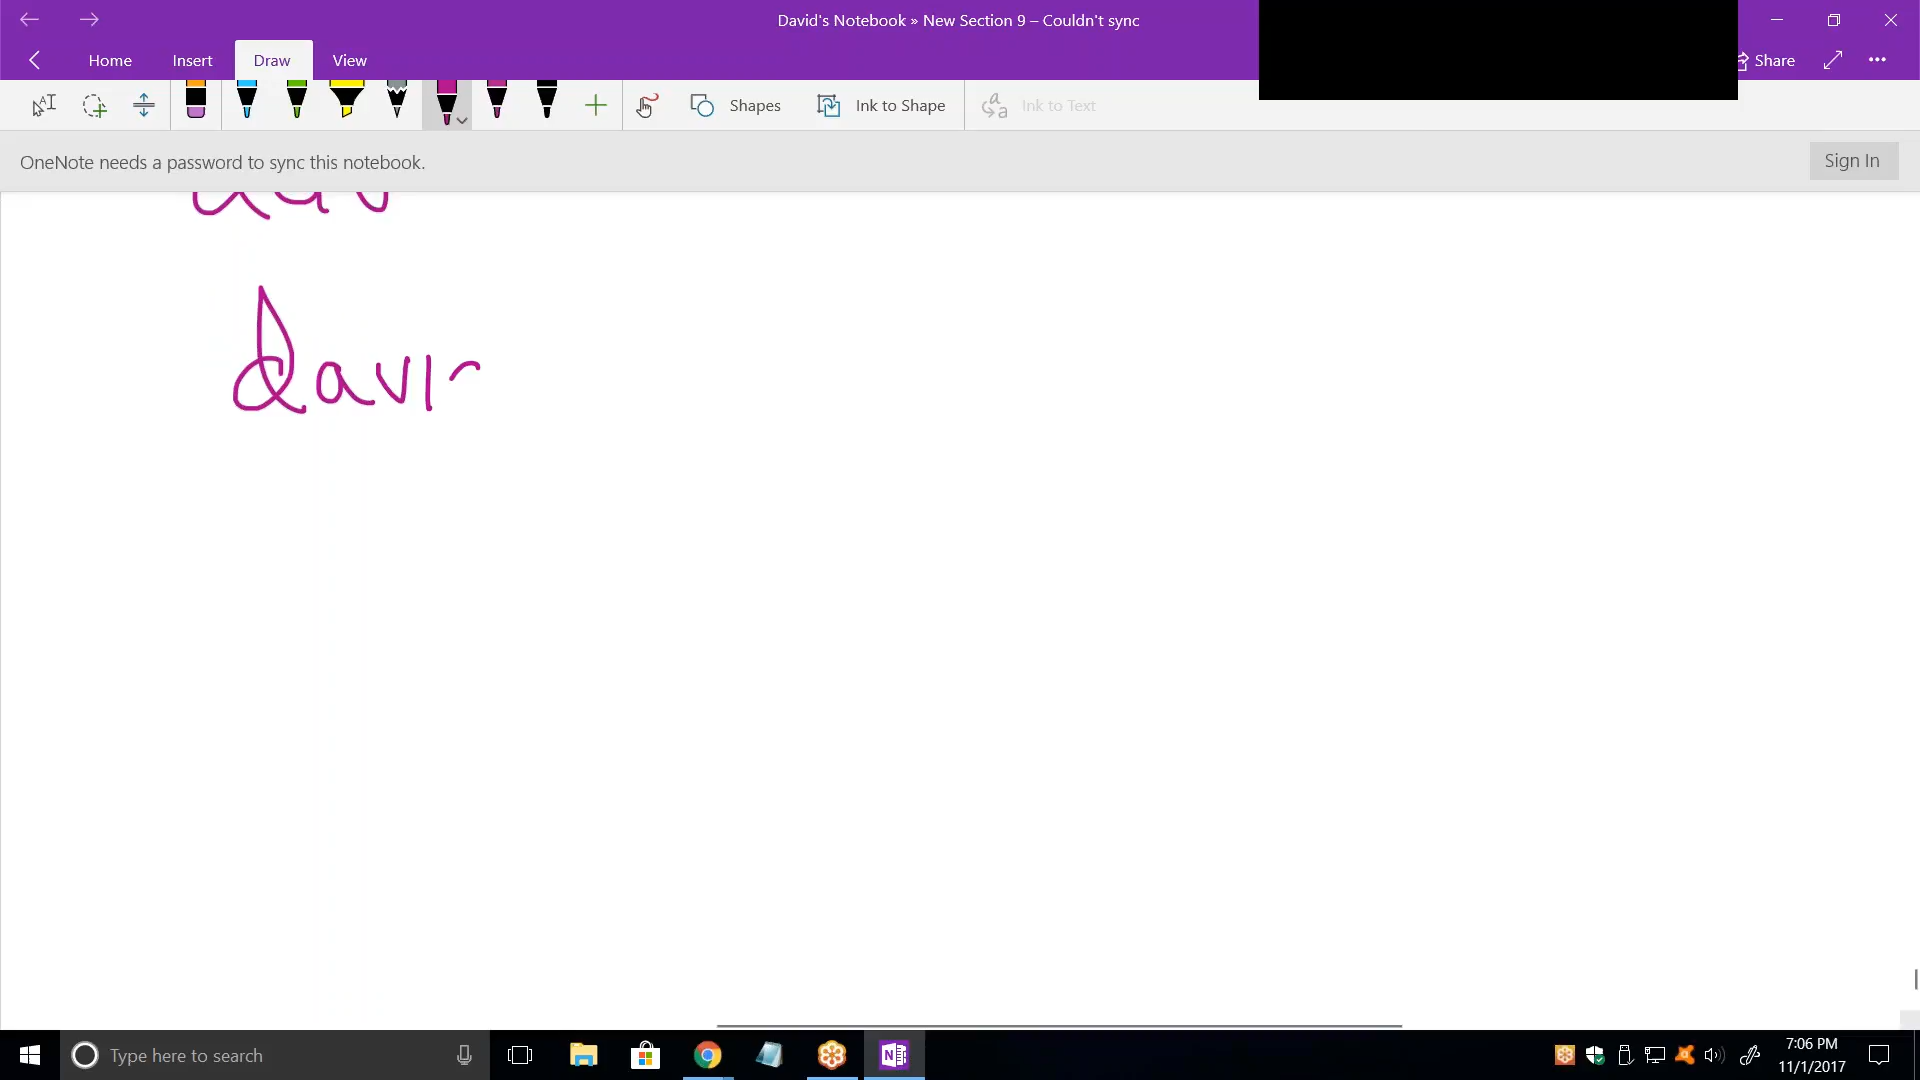 David's Notebook » New Section 9 – Couldn't sync
Home Insert Draw View Share
Shapes Ink to Shape Ink to Text
OneNote needs a password to sync this notebook. Sign In
davi
Type here to search
7:06 PM
11/1/2017